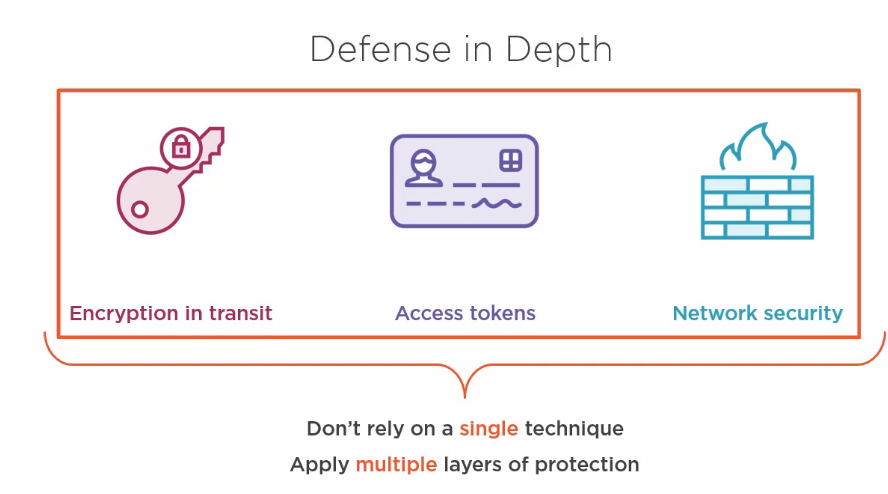 Defense in Depth
Encryption in transit
Access tokens
Network security
Don't rely on a single technique
Apply multiple layers of protection